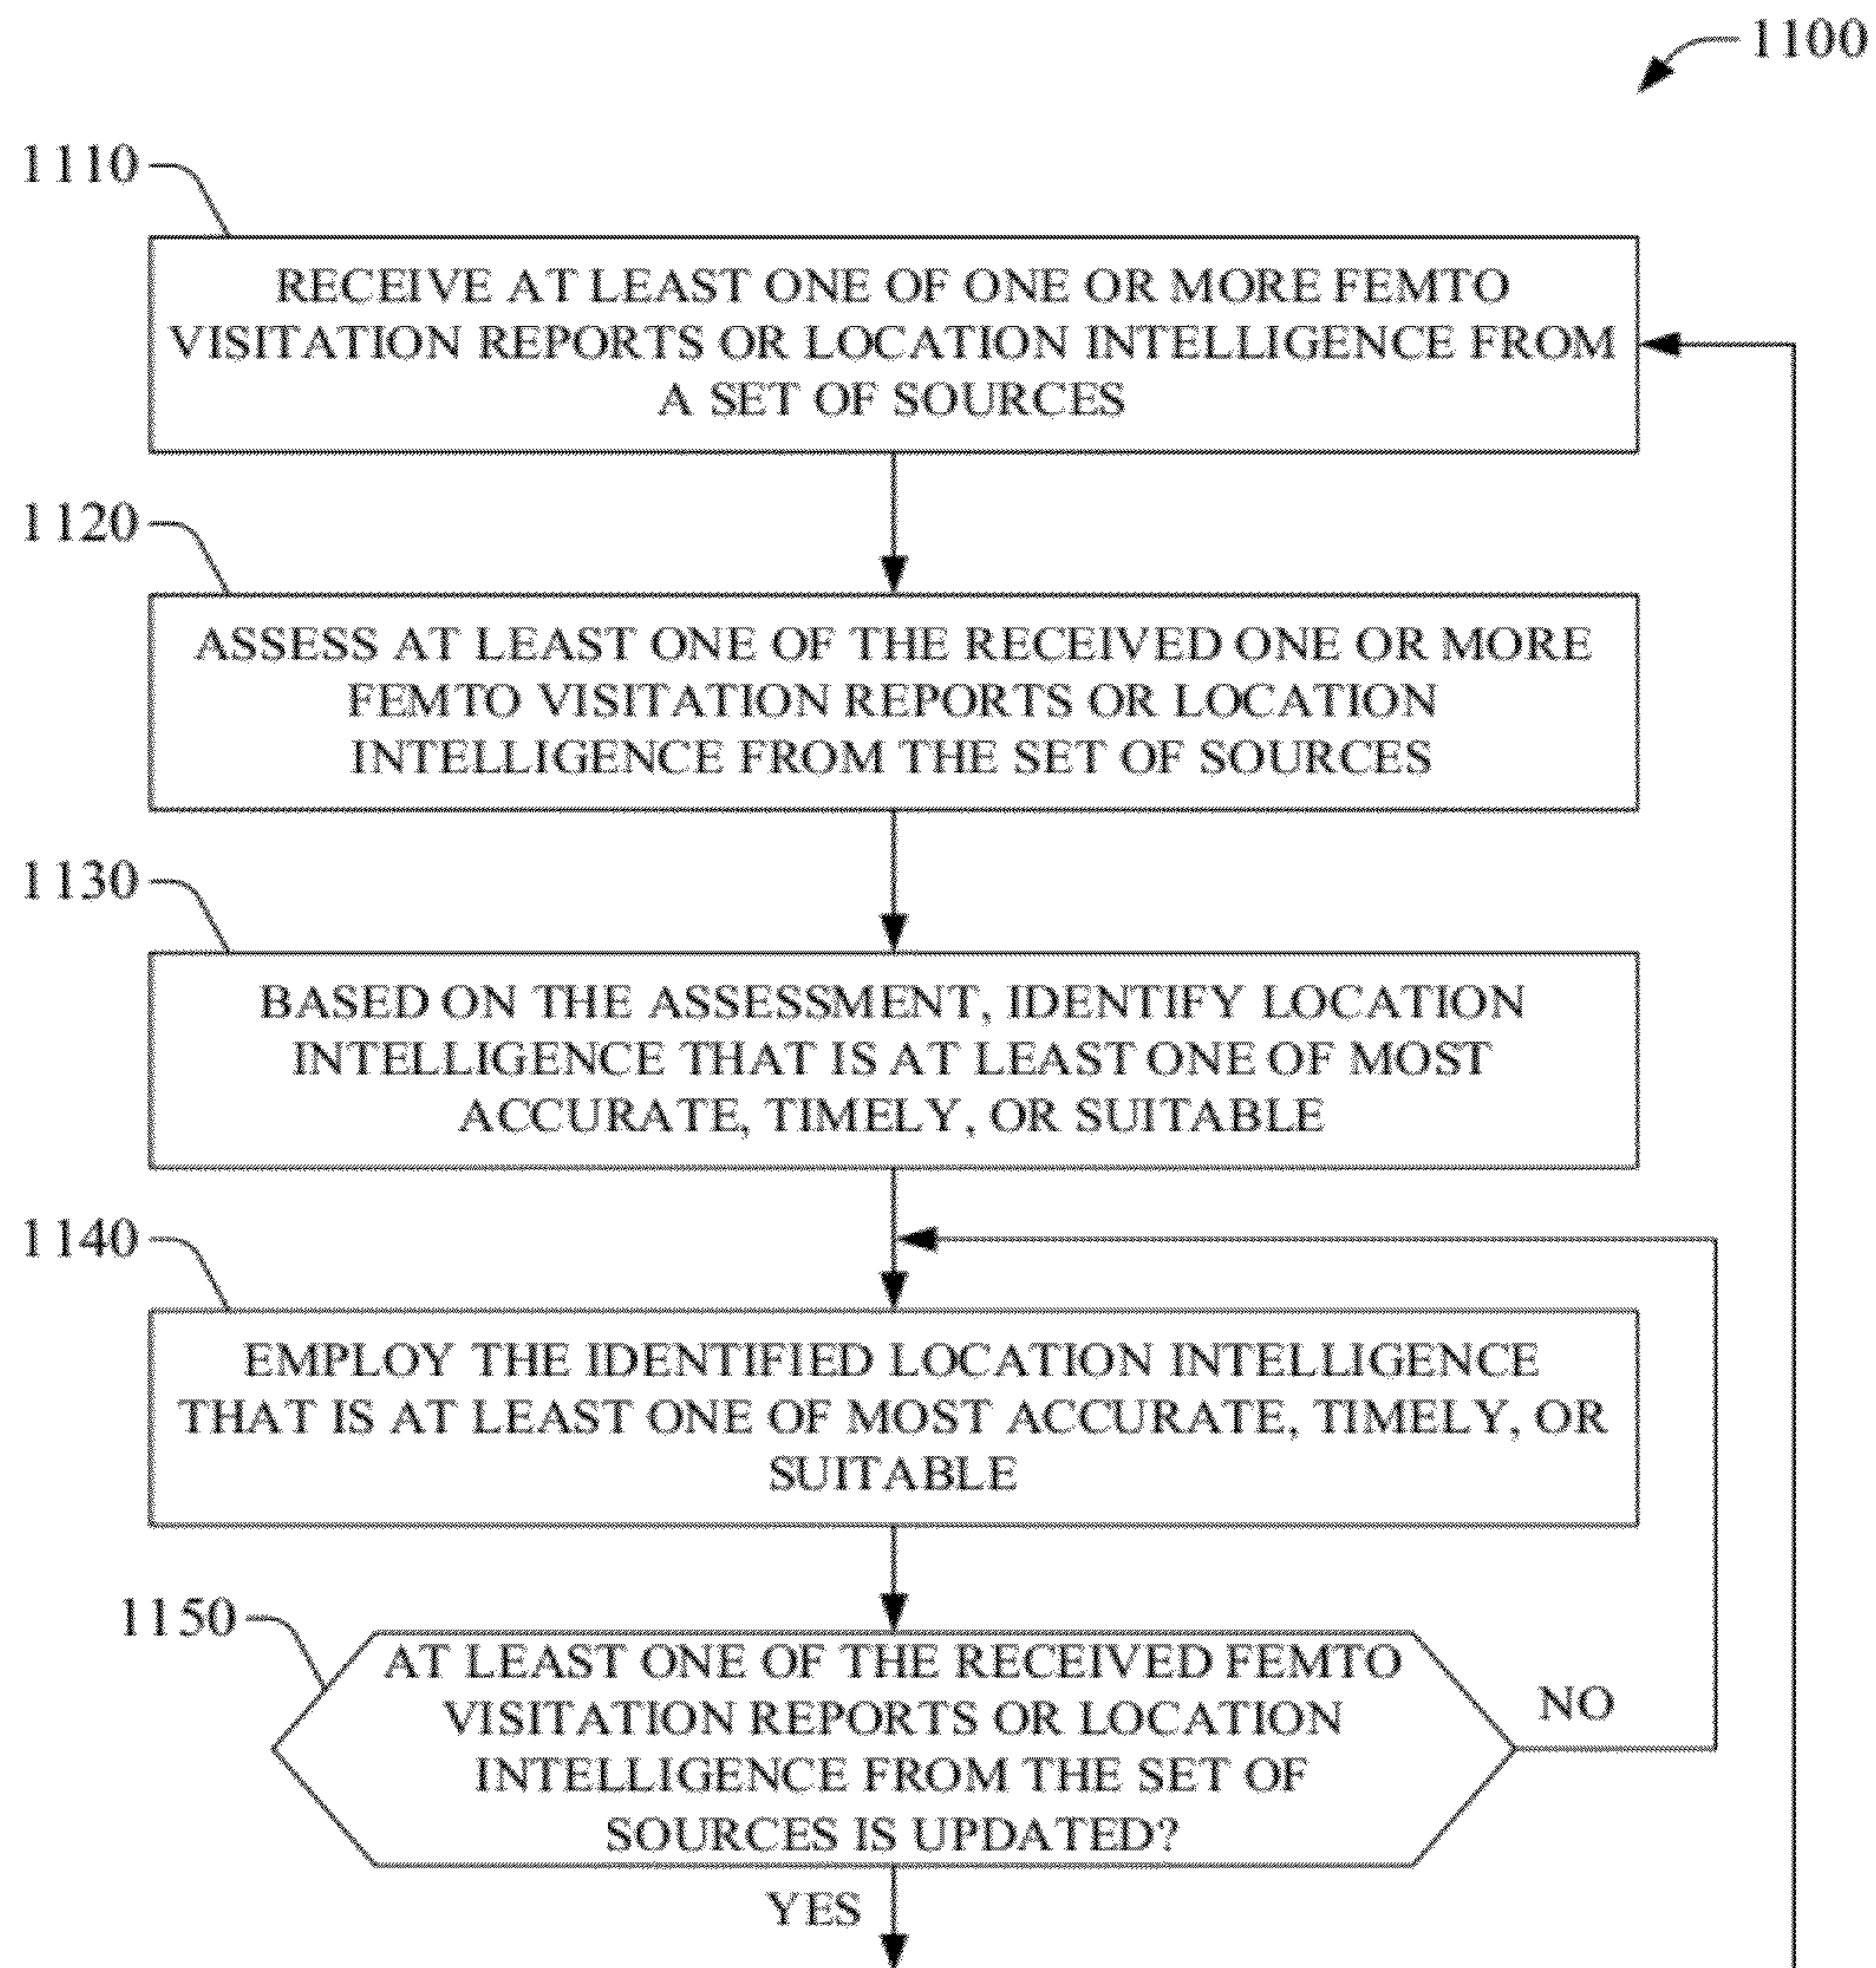 1100
1110
RECEIVE AT LEAST ONE OF ONE OR MORE FEMTO
VISITATION REPORTS OR LOCATION INTELLIGENCE FROM
A SET OF SOURCES
1120
ASSESS AT LEAST ONE OF THE RECEIVED ONE OR MORE
FEMTO VISITATION REPORTS OR LOCATION
INTELLIGENCE FROM THE SET OF SOURCES
1130
BASED ON THE ASSESSMENT, IDENTIFY LOCATION
INTELLIGENCE THAT IS AT LEAST ONE OF MOST
ACCURATE, TIMELY, OR SUITABLE
1140
EMPLOY THE IDENTIFIED LOCATION INTELLIGENCE
THAT IS AT LEAST ONE OF MOST ACCURATE, TIMELY, OR
SUITABLE
1150
AT LEAST ONE OF THE RECEIVED FEMTO
VISITATION REPORTS OR LOCATION
INTELLIGENCE FROM THE SET OF
SOURCES IS UPDATED?
NO
YES